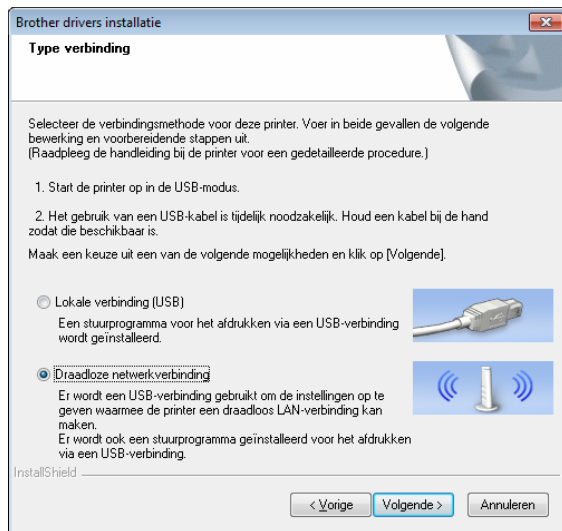 Brother drivers installatie
Type verbinding
Selecteer de verbindingsmethode voor deze printer. Voer in beide gevallen de volgende
bewerking en voorbereidende stappen uit.
(Raadpleeg de handleiding bij de printer voor een gedetailleerde procedure.)
1. Start de printer op in de USB-modus.
2. Het gebruik van een USB-kabel is tijdelijk noodzakelijk. Houd een kabel bij de hand
zodat die beschikbaar is.
Maak een keuze uit een van de volgende mogelijkheden en klik op [Volgende].
Lokale verbinding (USB)
Een stuurprogramma voor het afdrukken via een USB-verbinding
wordt geïnstalleerd.
Draadloze netwerkverbinding
Er wordt een USB-verbinding gebruikt om de instellingen op te
geven waarmee de printer een draadloos LAN-verbinding kan
maken.
Er wordt ook een stuurprogramma geïnstalleerd voor het afdrukken
via een USB-verbinding.
InstallShield
< Vorige Volgende > Annuleren